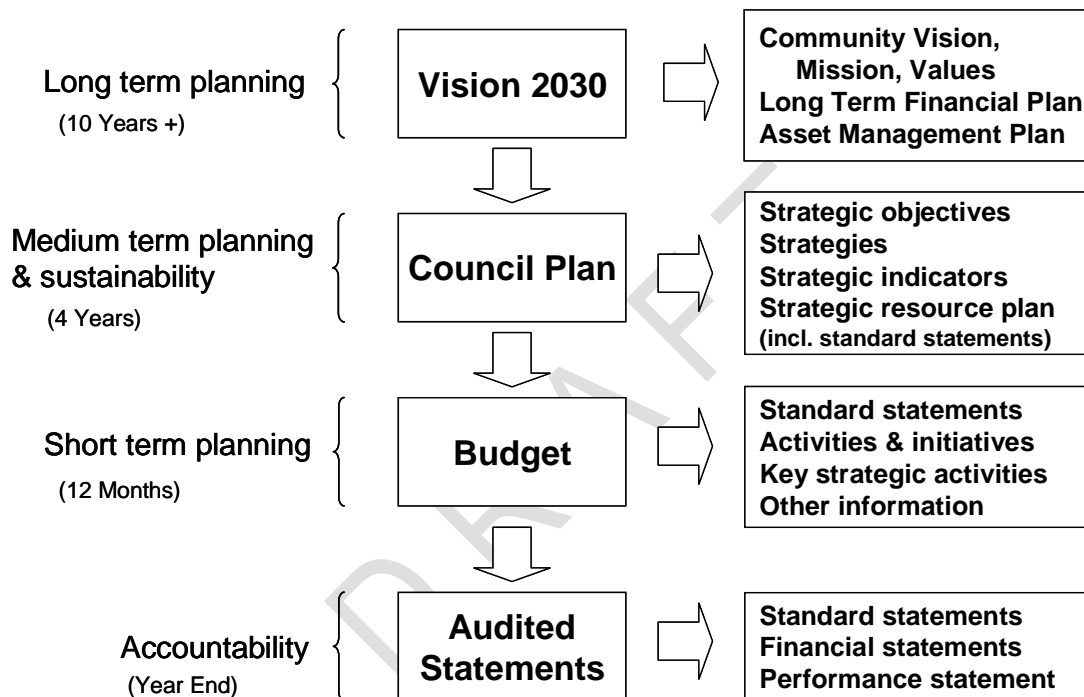 Long term planning
(10 Years +)
Vision 2030
Community Vision,
Mission, Values
Long Term Financial Plan
Asset Management Plan
Medium term planning
& sustainability
(4 Years)
Council Plan
Strategic objectives
Strategies
Strategic indicators
Strategic resource plan
(incl. standard statements)
Short term planning
(12 Months)
Budget
Standard statements
Activities & initiatives
Key strategic activities
Other information
Accountability
(Year End)
Audited
Statements
Standard statements
Financial statements
Performance statement
DRAFT